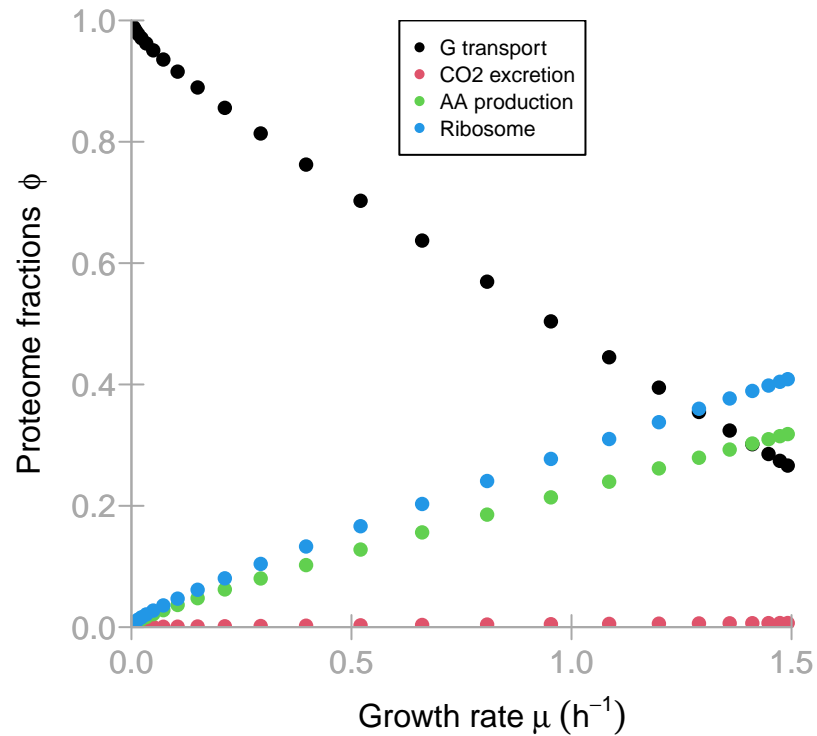 G transport
CO2 excretion
AA production
Ribosome
1.0
0.8
0.6
0.4
0.2
0.0
Proteome fractions ϕ
0.0 0.5 1.0 1.5
Growth rate μ (h⁻¹)